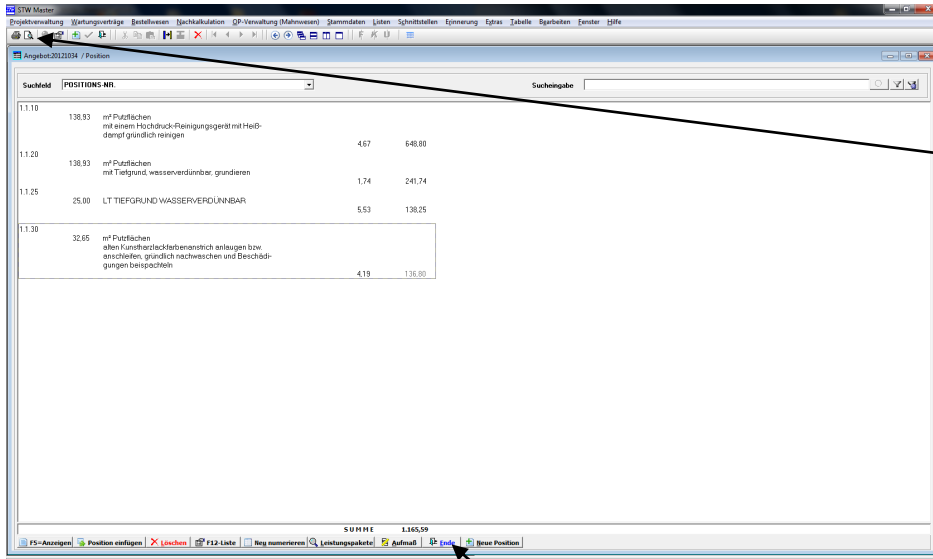 STW Master
Projektverwaltung Wartungsverträge Bestellwesen Nachkalkulation OP-Verwaltung (Mahnwesen) Stammdaten Listen Schnittstellen Erinnerung Extras Tabelle Bearbeiten Fenster Hilfe
F K U
Angebot:20121034 / Position
Suchfeld POSITIONS-NR. Sucheingabe
1.1.10
138,93 m² Putzflächen
mit einem Hochdruck-Reinigungsgerät mit Heiß-
dampf gründlich reinigen
4,67 648,80
1.1.20
138,93 m² Putzflächen
mit Tiefgrund, wasserverdünnbar, grundieren
1,74 241,74
1.1.25
25,00 LT TIEFGRUND WASSERVERDÜNNBAR
5,53 138,25
1.1.30
32,65 m² Putzflächen
alten Kunstharzlackfarbenanstrich anlaugen bzw.
anschleifen, gründlich nachwaschen und Beschädi-
gungen beispachteln
4,19 136,80
SUMME 1.165,59
F5=Anzeigen Position einfügen Löschen F12-Liste Neu numerieren Leistungspakete Aufmaß Ende Neue Position